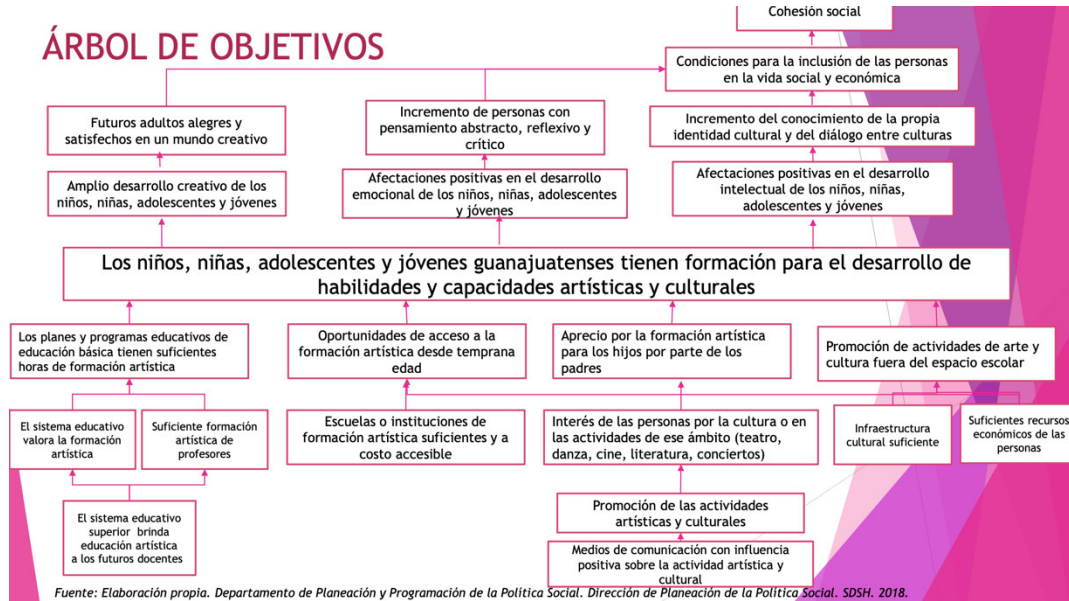 Cohesión social
ÁRBOL DE OBJETIVOS
Condiciones para la inclusión de las personas
en la vida social y económica
Futuros adultos alegres y
satisfechos en un mundo creativo
Incremento de personas con
pensamiento abstracto, reflexivo y
crítico
Incremento del conocimiento de la propia
identidad cultural y del diálogo entre culturas
Amplio desarrollo creativo de los
niños, niñas, adolescentes y jóvenes
Afectaciones positivas en el desarrollo
emocional de los niños, niñas, adolescentes
y jóvenes
Afectaciones positivas en el desarrollo
intelectual de los niños, niñas,
adolescentes y jóvenes
Los niños, niñas, adolescentes y jóvenes guanajuatenses tienen formación para el desarrollo de
habilidades y capacidades artísticas y culturales
Los planes y programas educativos de
educación básica tienen suficientes
horas de formación artística
Oportunidades de acceso a la
formación artística desde temprana
edad
Aprecio por la formación artística
para los hijos por parte de los
padres
Promoción de actividades de arte y
cultura fuera del espacio escolar
El sistema educativo
valora la formación
artística
Suficiente formación
artística de
profesores
Escuelas o instituciones de
formación artística suficientes y a
costo accesible
Interés de las personas por la cultura o en
las actividades de ese ámbito (teatro,
danza, cine, literatura, conciertos)
Infraestructura
cultural suficiente
Suficientes recursos
económicos de las
personas
El sistema educativo
superior brinda
educación artística
a los futuros docentes
Promoción de las actividades
artísticas y culturales
Medios de comunicación con influencia
positiva sobre la actividad artística y
cultural
Fuente: Elaboración propia. Departamento de Planeación y Programación de la Política Social. Dirección de Planeación de la Política Social. SDSH. 2018.